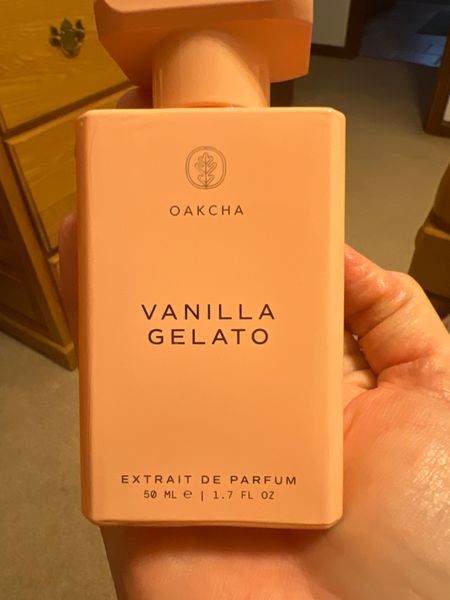 OAKCHA
VANILLA
GELATO
EXTRAIT DE PARFUM
50 ML ℮ | 1.7 FL OZ